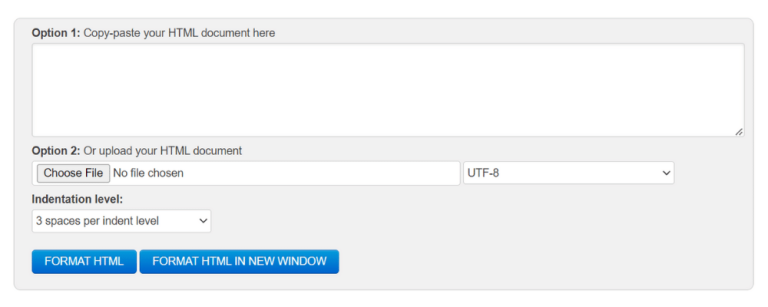 Option 1: Copy-paste your HTML document here
Option 2: Or upload your HTML document
Choose File No file chosen UTF-8
Indentation level:
3 spaces per indent level
FORMAT HTML FORMAT HTML IN NEW WINDOW